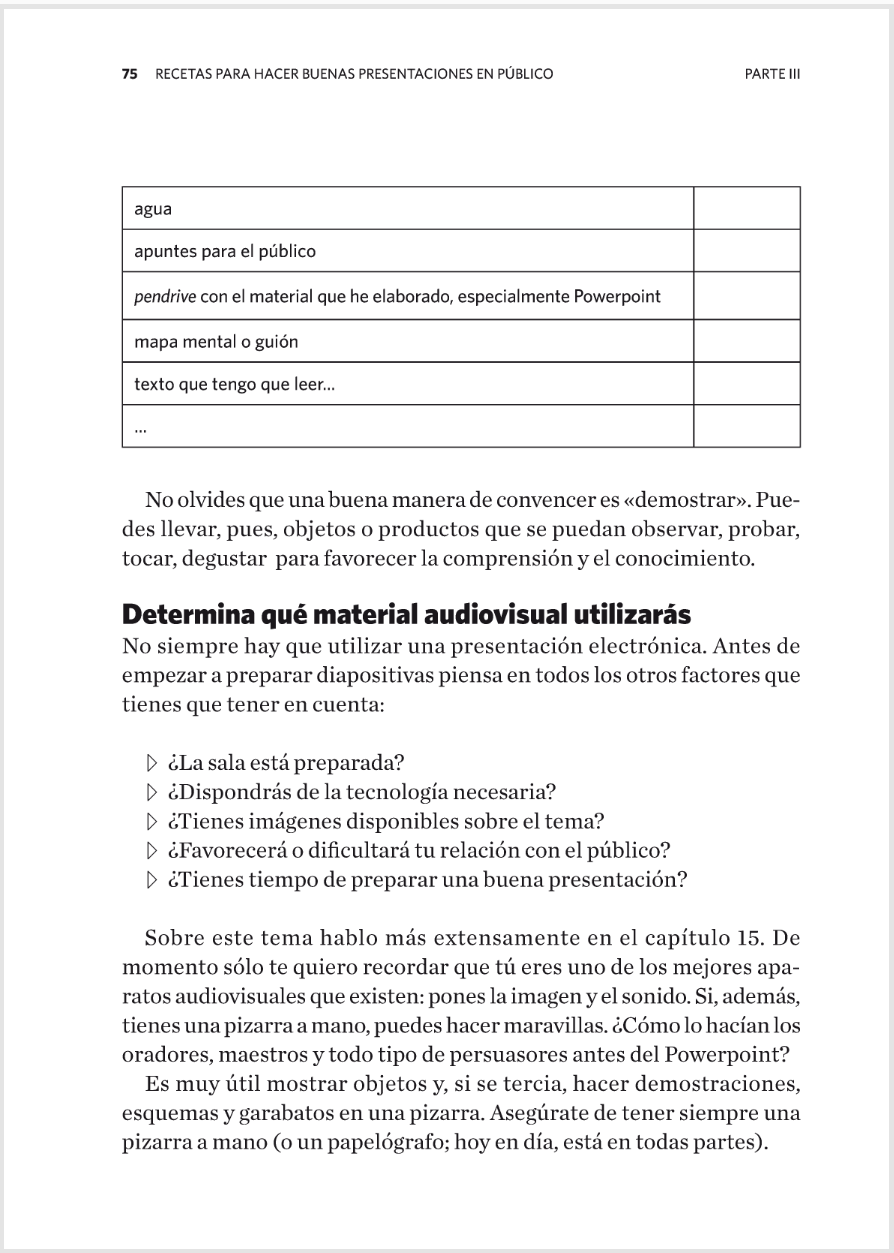 75 RECETAS PARA HACER BUENAS PRESENTACIONES EN PÚBLICO PARTE III
agua
apuntes para el público
pendrive con el material que he elaborado, especialmente Powerpoint
mapa mental o guión
texto que tengo que leer...
...
No olvides que una buena manera de convencer es «demostrar». Pue-
des llevar, pues, objetos o productos que se puedan observar, probar,
tocar, degustar para favorecer la comprensión y el conocimiento.
Determina qué material audiovisual utilizarás
No siempre hay que utilizar una presentación electrónica. Antes de
empezar a preparar diapositivas piensa en todos los otros factores que
tienes que tener en cuenta:
▷ ¿La sala está preparada?
▷ ¿Dispondrás de la tecnología necesaria?
▷ ¿Tienes imágenes disponibles sobre el tema?
▷ ¿Favorecerá o dificultará tu relación con el público?
▷ ¿Tienes tiempo de preparar una buena presentación?
Sobre este tema hablo más extensamente en el capítulo 15. De
momento sólo te quiero recordar que tú eres uno de los mejores apa-
ratos audiovisuales que existen: pones la imagen y el sonido. Si, además,
tienes una pizarra a mano, puedes hacer maravillas. ¿Cómo lo hacían los
oradores, maestros y todo tipo de persuasores antes del Powerpoint?
Es muy útil mostrar objetos y, si se tercia, hacer demostraciones,
esquemas y garabatos en una pizarra. Asegúrate de tener siempre una
pizarra a mano (o un papelógrafo; hoy en día, está en todas partes).